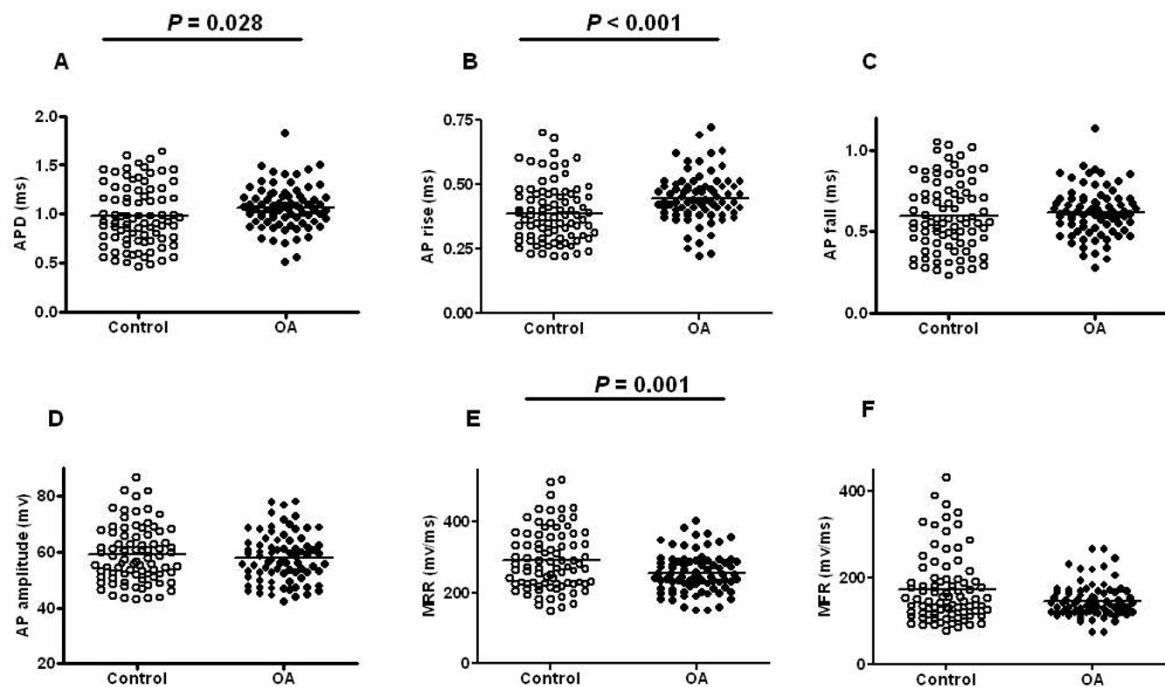 P = 0.028
P < 0.001
A
B
C
2.0
1.5
1.0
0.5
0.0
APD (ms)
Control
OA
0.75
0.50
0.25
0.00
AP rise (ms)
Control
OA
1.0
0.5
0.0
AP fall (ms)
Control
OA
P = 0.001
D
E
F
80
60
40
20
AP amplitude (mv)
Control
OA
400
200
0
MRR (mv/ms)
Control
OA
400
200
0
MFR (mv/ms)
Control
OA